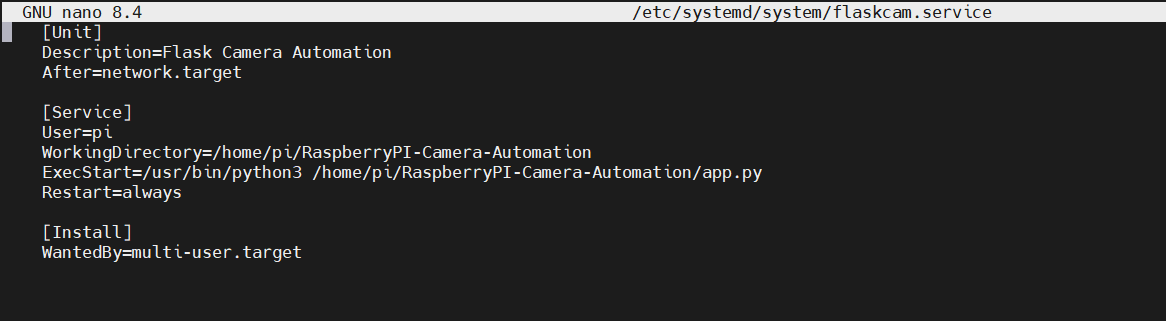 GNU nano 8.4 /etc/systemd/system/flaskcam.service
[Unit]
Description=Flask Camera Automation
After=network.target
[Service]
User=pi
WorkingDirectory=/home/pi/RaspberryPI-Camera-Automation
ExecStart=/usr/bin/python3 /home/pi/RaspberryPI-Camera-Automation/app.py
Restart=always
[Install]
WantedBy=multi-user.target